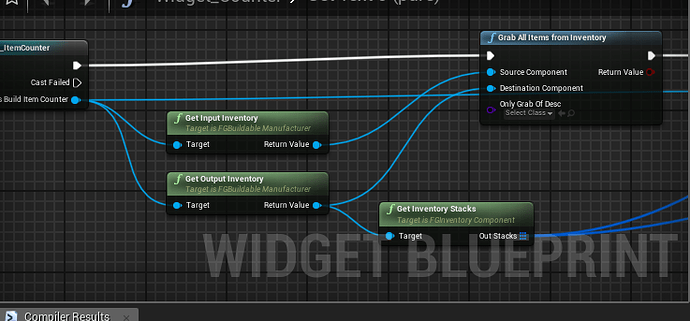 _ItemCounter
Cast Failed
s Build Item Counter
Get Input Inventory
Target is FGBuildable Manufacturer
Target
Return Value
Get Output Inventory
Target is FGBuildable Manufacturer
Target
Return Value
Grab All Items from Inventory
Source Component
Return Value
Destination Component
Only Grab Of Desc
Select Class
Get Inventory Stacks
Target is FGInventory Component
Target
Out Stacks
WIDGET BLUEPRINT
Compiler Results